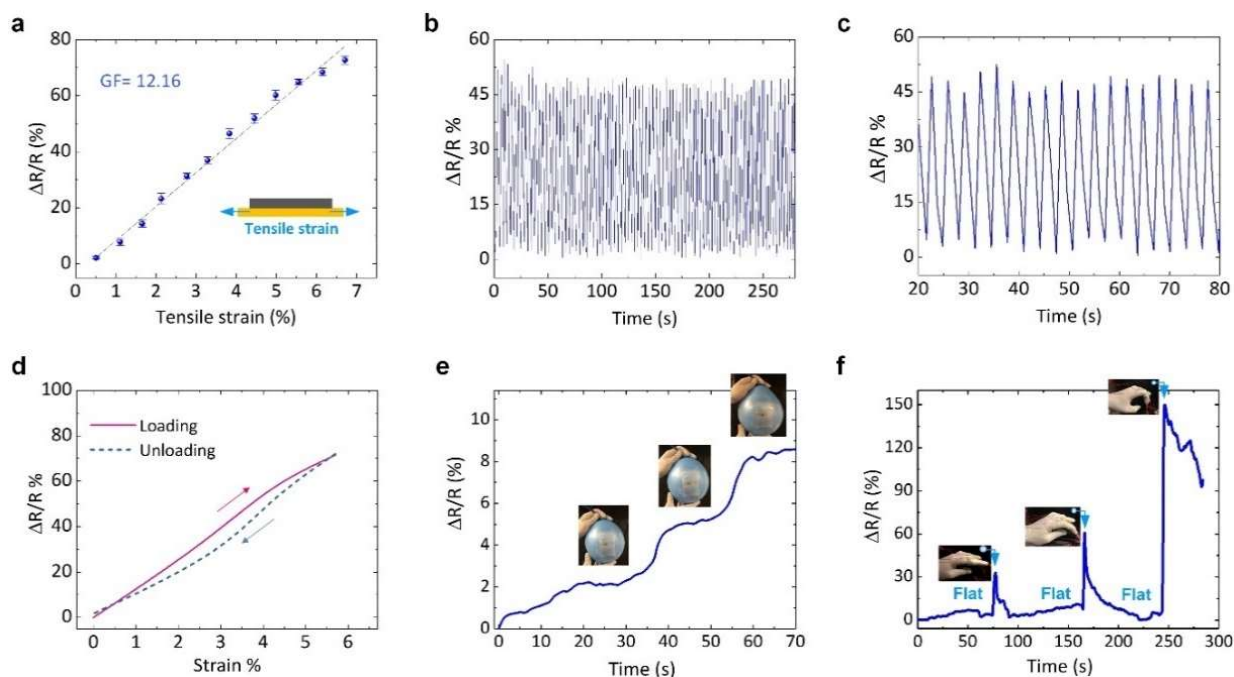 a
80
60
40
20
0
ΔR/R (%)
GF= 12.16
Tensile strain
0 1 2 3 4 5 6 7
Tensile strain (%)
b
60
45
30
15
0
ΔR/R %
0 50 100 150 200 250
Time (s)
c
60
45
30
15
0
ΔR/R %
20 30 40 50 60 70 80
Time (s)
d
100
80
60
40
20
0
ΔR/R %
Loading
Unloading
0 1 2 3 4 5 6
Strain %
e
11
8
6
4
2
0
ΔR/R (%)
0 10 20 30 40 50 60 70
Time (s)
f
150
120
90
60
30
0
ΔR/R (%)
Flat Flat Flat
0 50 100 150 200 250 300
Time (s)